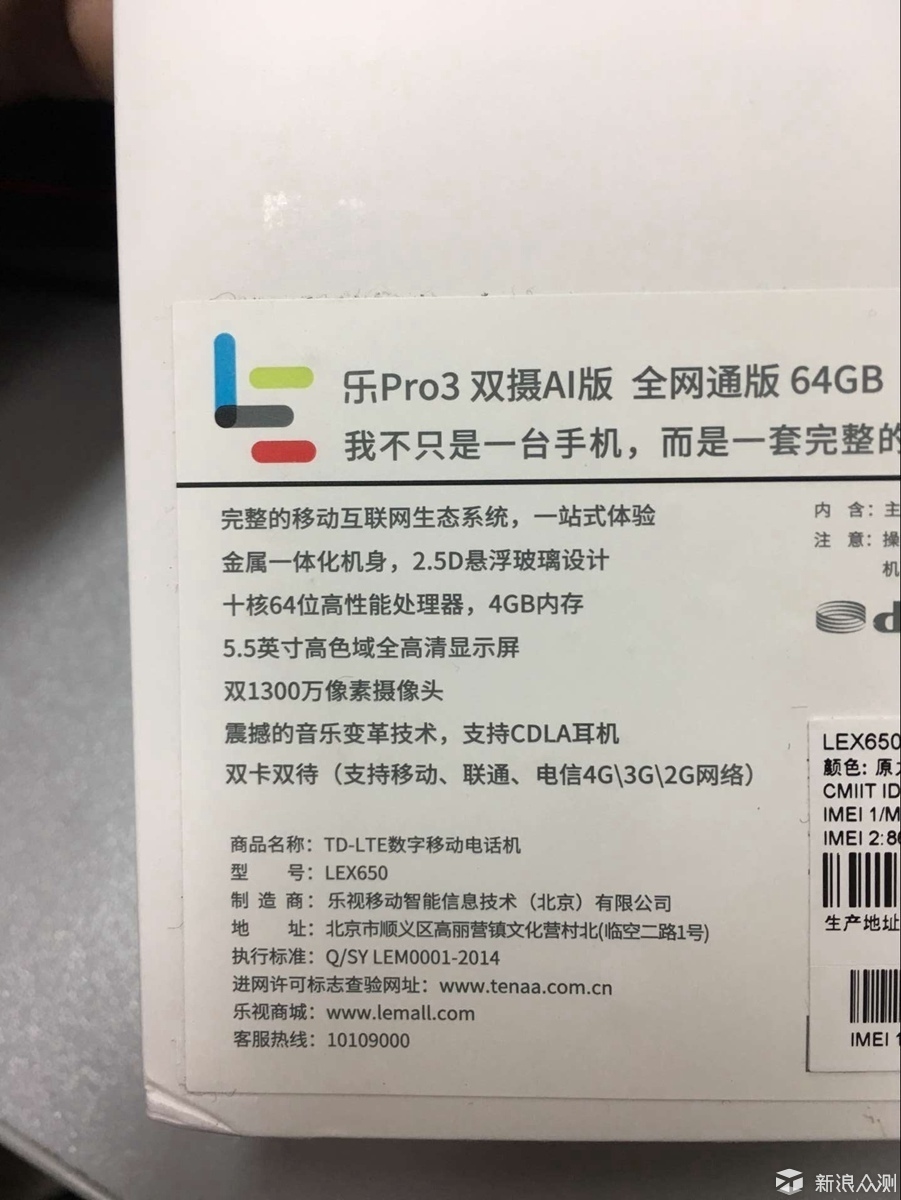 乐Pro3 双摄AI版 全网通版 64GB
我不只是一台手机，而是一套完整的
完整的移动互联网生态系统，一站式体验
金属一体化机身，2.5D悬浮玻璃设计
十核64位高性能处理器，4GB内存
5.5英寸高色域全高清显示屏
双1300万像素摄像头
震撼的音乐变革技术，支持CDLA耳机
双卡双待（支持移动、联通、电信4G\3G\2G网络）
商品名称：TD-LTE数字移动电话机
型 号：LEX650
制 造 商：乐视移动智能信息技术（北京）有限公司
地 址：北京市顺义区高丽营镇文化营村北(临空二路1号)
执行标准：Q/SY LEM0001-2014
进网许可标志查验网址：www.tenaa.com.cn
乐视商城：www.lemall.com
客服热线：10109000
内 含：主
注 意：操
机
LEX650
颜色: 原
CMIIT ID
IMEI 1/M
IMEI 2:86
生产地址
IMEI 1
新浪众测